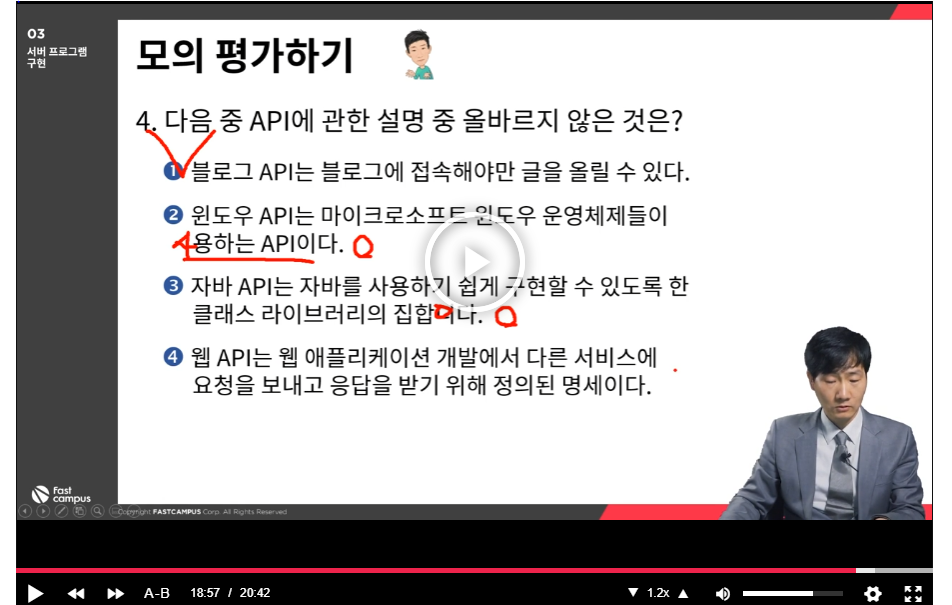 03
서버 프로그램
구현
모의 평가하기
4. 다음 중 API에 관한 설명 중 올바르지 않은 것은?
1 블로그 API는 블로그에 접속해야만 글을 올릴 수 있다.
2 윈도우 API는 마이크로소프트 윈도우 운영체제들이
사용하는 API이다.
3 자바 API는 자바를 사용하기 쉽게 구현할 수 있도록 한
클래스 라이브러리의 집합이다.
4 웹 API는 웹 애플리케이션 개발에서 다른 서비스에
요청을 보내고 응답을 받기 위해 정의된 명세이다.
Fast
campus
Copyright FASTCAMPUS Corp. All Rights Reserved
A-B 18:57 / 20:42 ▼ 1.2x ▲